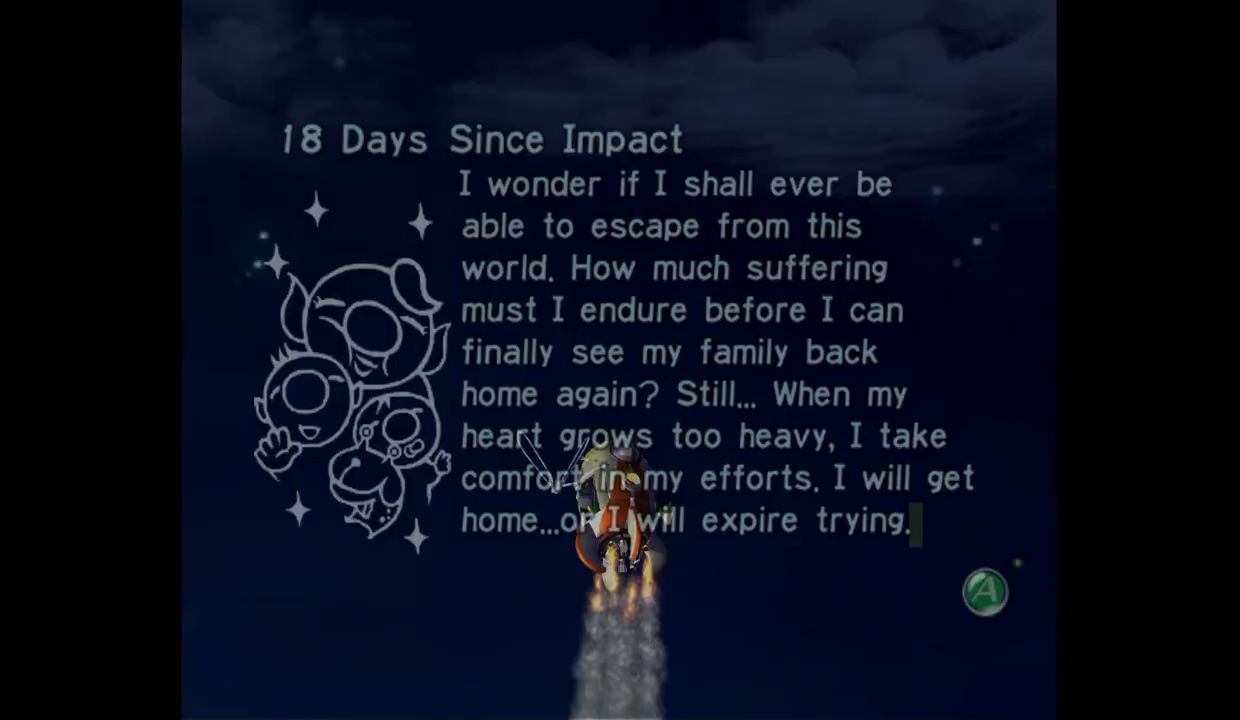 18 Days Since Impact
I wonder if I shall ever be
able to escape from this
world. How much suffering
must I endure before I can
finally see my family back
home again? Still... When my
heart grows too heavy, I take
comfort in my efforts. I will get
home...or I will expire trying.
A